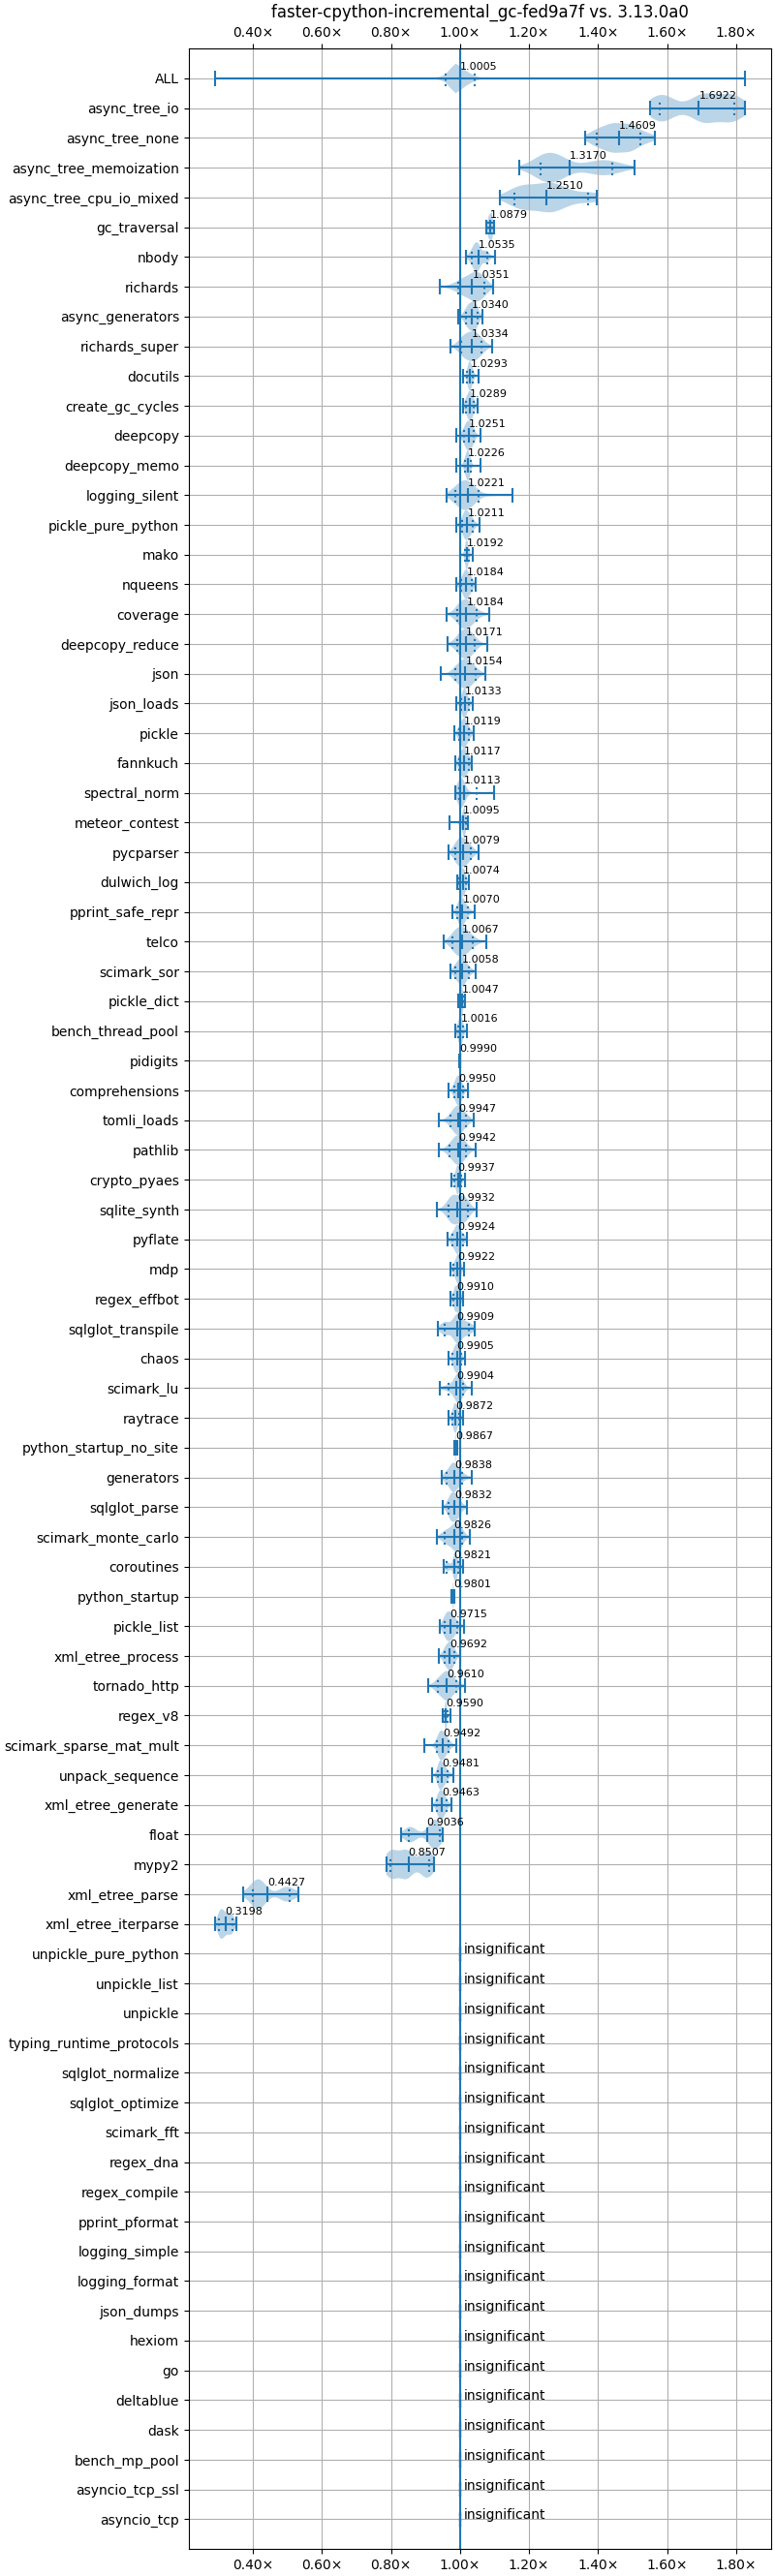 faster-cpython-incremental_gc-fed9a7f vs. 3.13.0a0
0.40× 0.60× 0.80× 1.00× 1.20× 1.40× 1.60× 1.80×
ALL 1.0005
async_tree_io 1.6922
async_tree_none 1.4609
async_tree_memoization 1.3170
async_tree_cpu_io_mixed 1.2510
gc_traversal 1.0879
nbody 1.0535
richards 1.0351
async_generators 1.0340
richards_super 1.0334
docutils 1.0293
create_gc_cycles 1.0289
deepcopy 1.0251
deepcopy_memo 1.0226
logging_silent 1.0221
pickle_pure_python 1.0211
mako 1.0192
nqueens 1.0184
coverage 1.0184
deepcopy_reduce 1.0171
json 1.0154
json_loads 1.0133
pickle 1.0119
fannkuch 1.0117
spectral_norm 1.0113
meteor_contest 1.0095
pycparser 1.0079
dulwich_log 1.0074
pprint_safe_repr 1.0070
telco 1.0067
scimark_sor 1.0058
pickle_dict 1.0047
bench_thread_pool 1.0016
pidigits 0.9990
comprehensions 0.9950
tomli_loads 0.9947
pathlib 0.9942
crypto_pyaes 0.9937
sqlite_synth 0.9932
pyflate 0.9924
mdp 0.9922
regex_effbot 0.9910
sqlglot_transpile 0.9909
chaos 0.9905
scimark_lu 0.9904
raytrace 0.9872
python_startup_no_site 0.9867
generators 0.9838
sqlglot_parse 0.9832
scimark_monte_carlo 0.9826
coroutines 0.9821
python_startup 0.9801
pickle_list 0.9715
xml_etree_process 0.9692
tornado_http 0.9610
regex_v8 0.9590
scimark_sparse_mat_mult 0.9492
unpack_sequence 0.9481
xml_etree_generate 0.9463
float 0.9036
mypy2 0.8507
xml_etree_parse 0.4427
xml_etree_iterparse 0.3198
unpickle_pure_python insignificant
unpickle_list insignificant
unpickle insignificant
typing_runtime_protocols insignificant
sqlglot_normalize insignificant
sqlglot_optimize insignificant
scimark_fft insignificant
regex_dna insignificant
regex_compile insignificant
pprint_pformat insignificant
logging_simple insignificant
logging_format insignificant
json_dumps insignificant
hexiom insignificant
go insignificant
deltablue insignificant
dask insignificant
bench_mp_pool insignificant
asyncio_tcp_ssl insignificant
asyncio_tcp insignificant
0.40× 0.60× 0.80× 1.00× 1.20× 1.40× 1.60× 1.80×